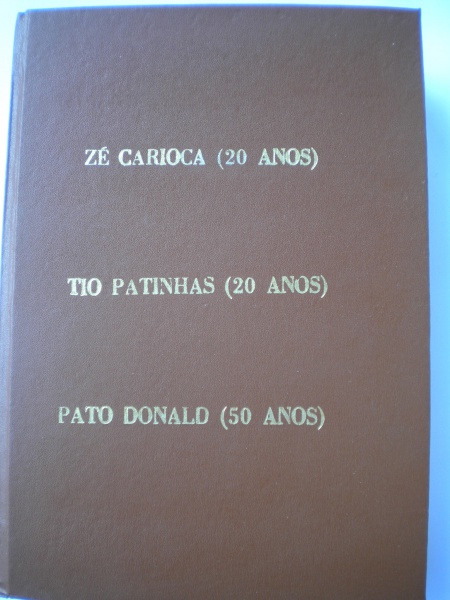 ZÉ CARIOCA (20 ANOS)
TIO PATINHAS (20 ANOS)
PATO DONALD (50 ANOS)